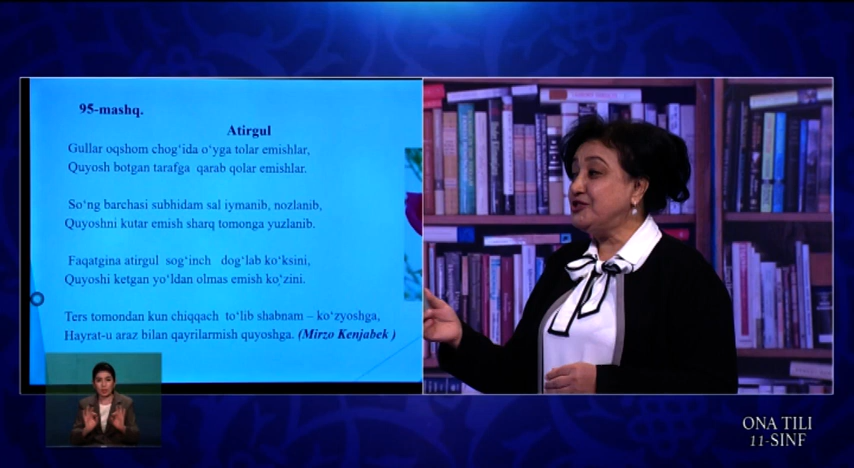 95-mashq.
Atirgul
Gullar oqshom chog‘ida o‘yga tolar emishlar,
Quyosh botgan tarafga qarab qolar emishlar.
So‘ng barchasi subhidam sal iymanib, nozlanib,
Quyoshni kutar emish sharq tomonga yuzlanib.
Faqatgina atirgul sog‘inch dog‘lab ko‘ksini,
Quyoshi ketgan yo‘ldan olmas emish ko‘zini.
Ters tomondan kun chiqqach to‘lib shabnam – ko‘zyoshga,
Hayrat-u araz bilan qayrilarmish quyoshga. (Mirzo Kenjabek )
ONA TILI
11-SINF